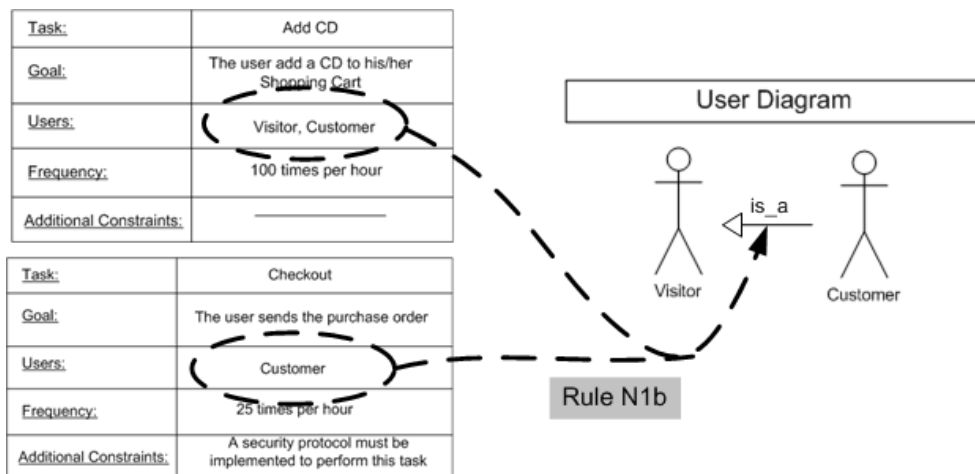 Task: Add CD
Goal: The user add a CD to his/her
Shopping Cart
Users: Visitor, Customer
Frequency: 100 times per hour
Additional Constraints:
Task: Checkout
Goal: The user sends the purchase order
Users: Customer
Frequency: 25 times per hour
Additional Constraints: A security protocol must be
implemented to perform this task
User Diagram
is_a
Visitor
Customer
Rule N1b